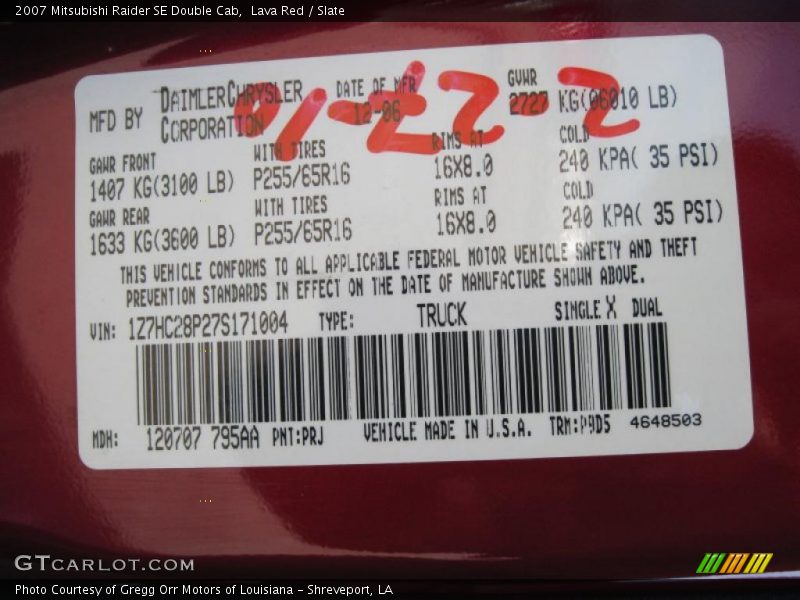 2007 Mitsubishi Raider SE Double Cab,  Lava Red / Slate
MFD BY DAIMLERCHRYSLER CORPORATION DATE OF MFR 12-06 GVWR 2727 KG(06010 LB)
GAWR FRONT WITH TIRES RIMS AT COLD
1407 KG(3100 LB) P255/65R16 16X8.0 240 KPA( 35 PSI)
GAWR REAR WITH TIRES RIMS AT COLD
1633 KG(3600 LB) P255/65R16 16X8.0 240 KPA( 35 PSI)
THIS VEHICLE CONFORMS TO ALL APPLICABLE FEDERAL MOTOR VEHICLE SAFETY AND THEFT
PREVENTION STANDARDS IN EFFECT ON THE DATE OF MANUFACTURE SHOWN ABOVE.
VIN: 1Z7HC28P27S171004 TYPE: TRUCK SINGLE X DUAL
MDH: 120707 795AA PNT:PRJ VEHICLE MADE IN U.S.A. TRM: 4648503
GTCARLOT.COM
Photo Courtesy of Gregg Orr Motors of Louisiana - Shreveport, LA